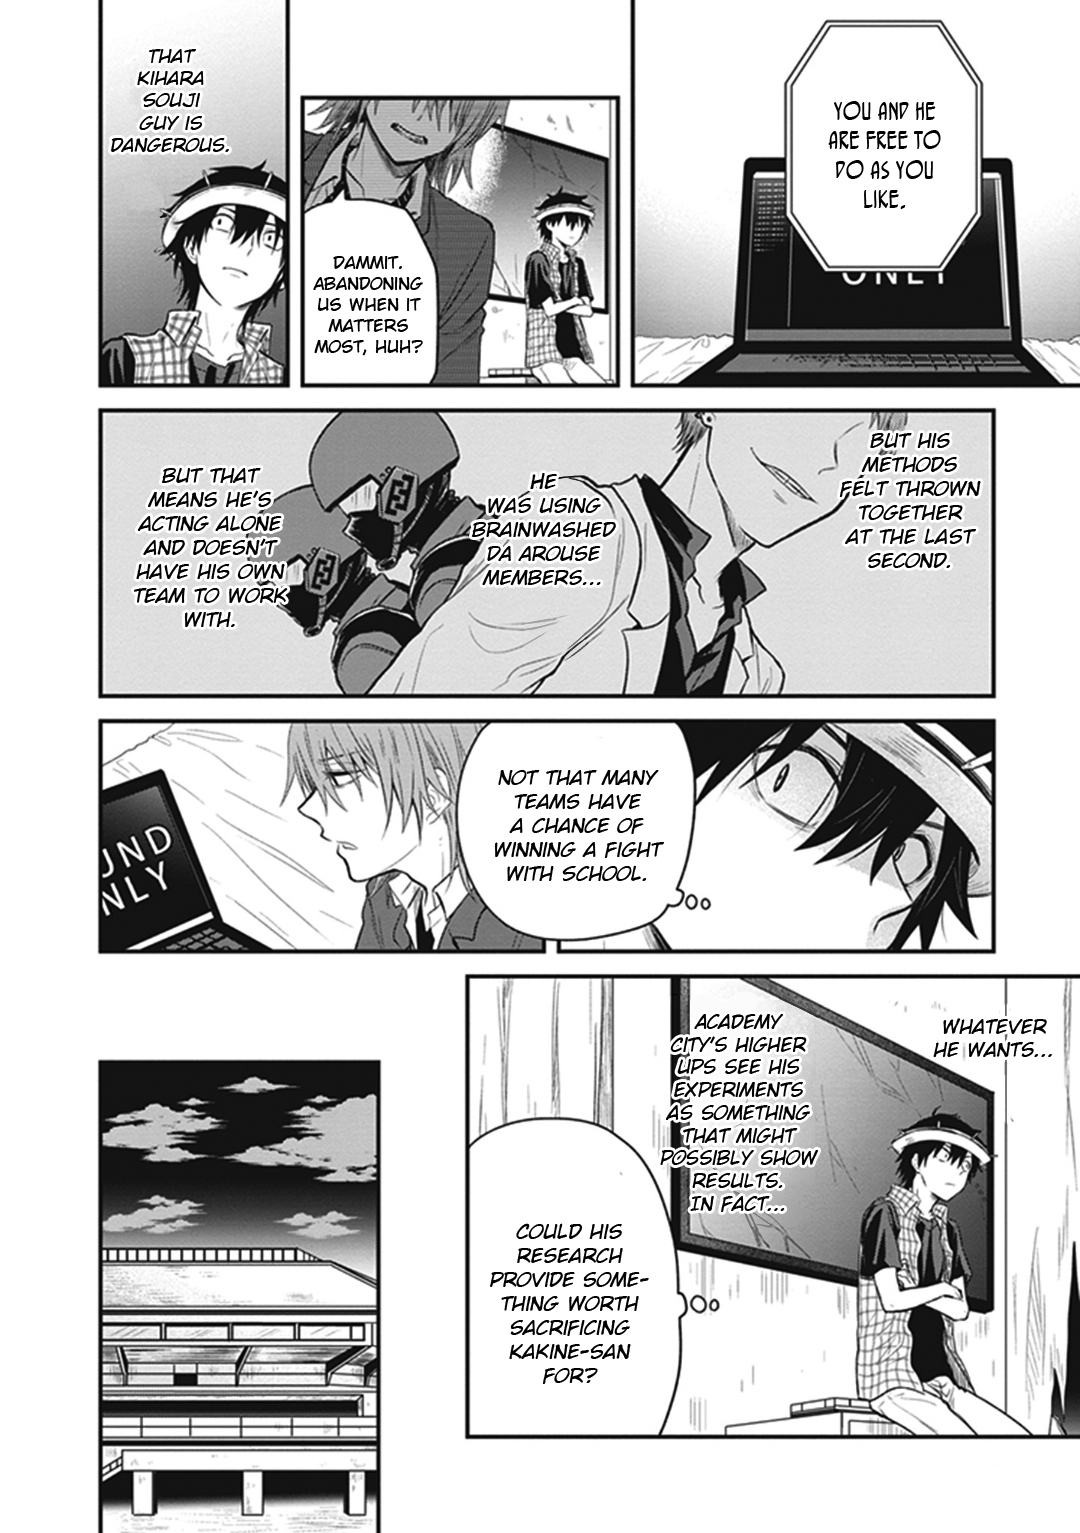 YOU AND HE
ARE FREE TO
DO AS YOU
LIKE.
ONLY
DAMMIT.
ABANDONING
US WHEN IT
MATTERS
MOST, HUH?
THAT
KIHARA
SOUJI
GUY IS
DANGEROUS.
BUT HIS
METHODS
FELT THROWN
TOGETHER
AT THE LAST
SECOND.
HE
WAS USING
BRAINWASHED
DA AROUSE
MEMBERS...
BUT THAT
MEANS HE'S
ACTING ALONE
AND DOESN'T
HAVE HIS OWN
TEAM TO WORK
WITH.
NOT THAT MANY
TEAMS HAVE
A CHANCE OF
WINNING A FIGHT
WITH SCHOOL.
UND
NLY
WHATEVER
HE WANTS...
ACADEMY
CITY'S HIGHER
UPS SEE HIS
EXPERIMENTS
AS SOMETHING
THAT MIGHT
POSSIBLY SHOW
RESULTS.
IN FACT...
COULD HIS
RESEARCH
PROVIDE SOME-
THING WORTH
SACRIFICING
KAKINE-SAN
FOR?